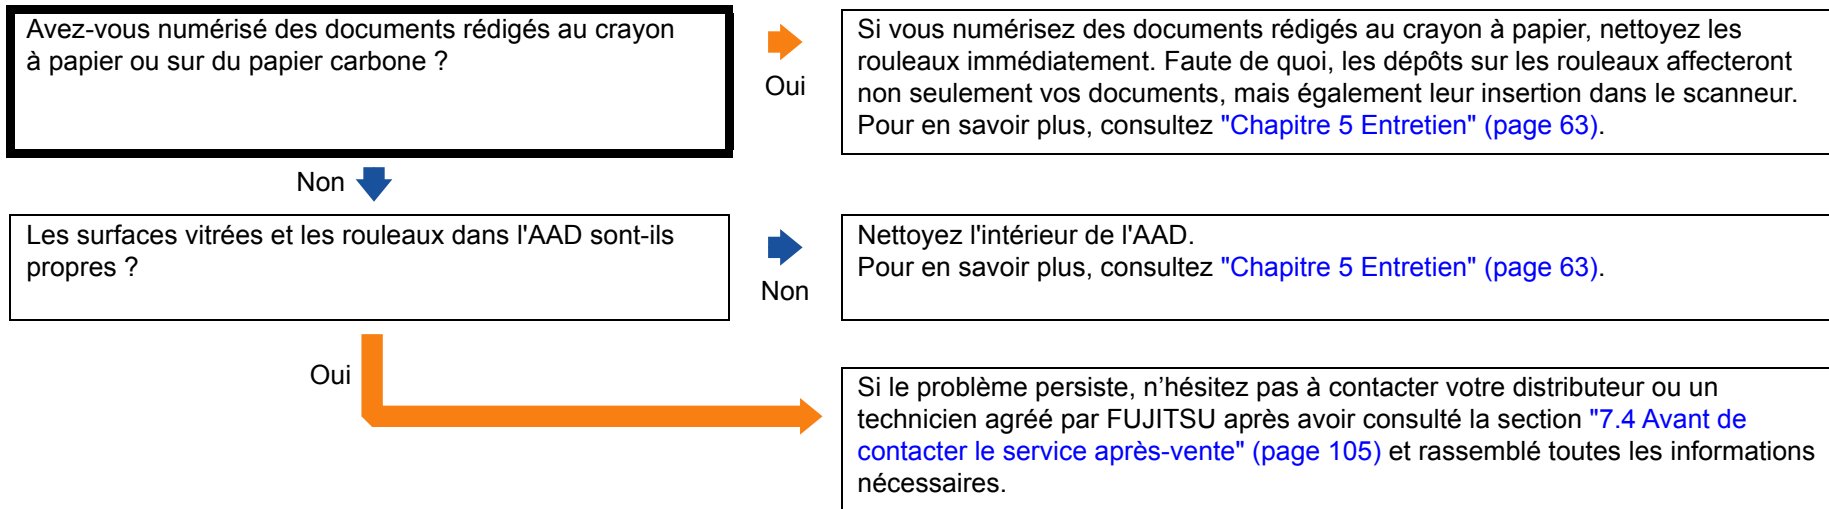 Avez-vous numérisé des documents rédigés au crayon
à papier ou sur du papier carbone ?
Oui
Si vous numérisez des documents rédigés au crayon à papier, nettoyez les
rouleaux immédiatement. Faute de quoi, les dépôts sur les rouleaux affecteront
non seulement vos documents, mais également leur insertion dans le scanneur.
Pour en savoir plus, consultez "Chapitre 5 Entretien" (page 63).
Non
Les surfaces vitrées et les rouleaux dans l'AAD sont-ils
propres ?
Non
Nettoyez l'intérieur de l'AAD.
Pour en savoir plus, consultez "Chapitre 5 Entretien" (page 63).
Oui
Si le problème persiste, n’hésitez pas à contacter votre distributeur ou un
technicien agréé par FUJITSU après avoir consulté la section "7.4 Avant de
contacter le service après-vente" (page 105) et rassemblé toutes les informations
nécessaires.